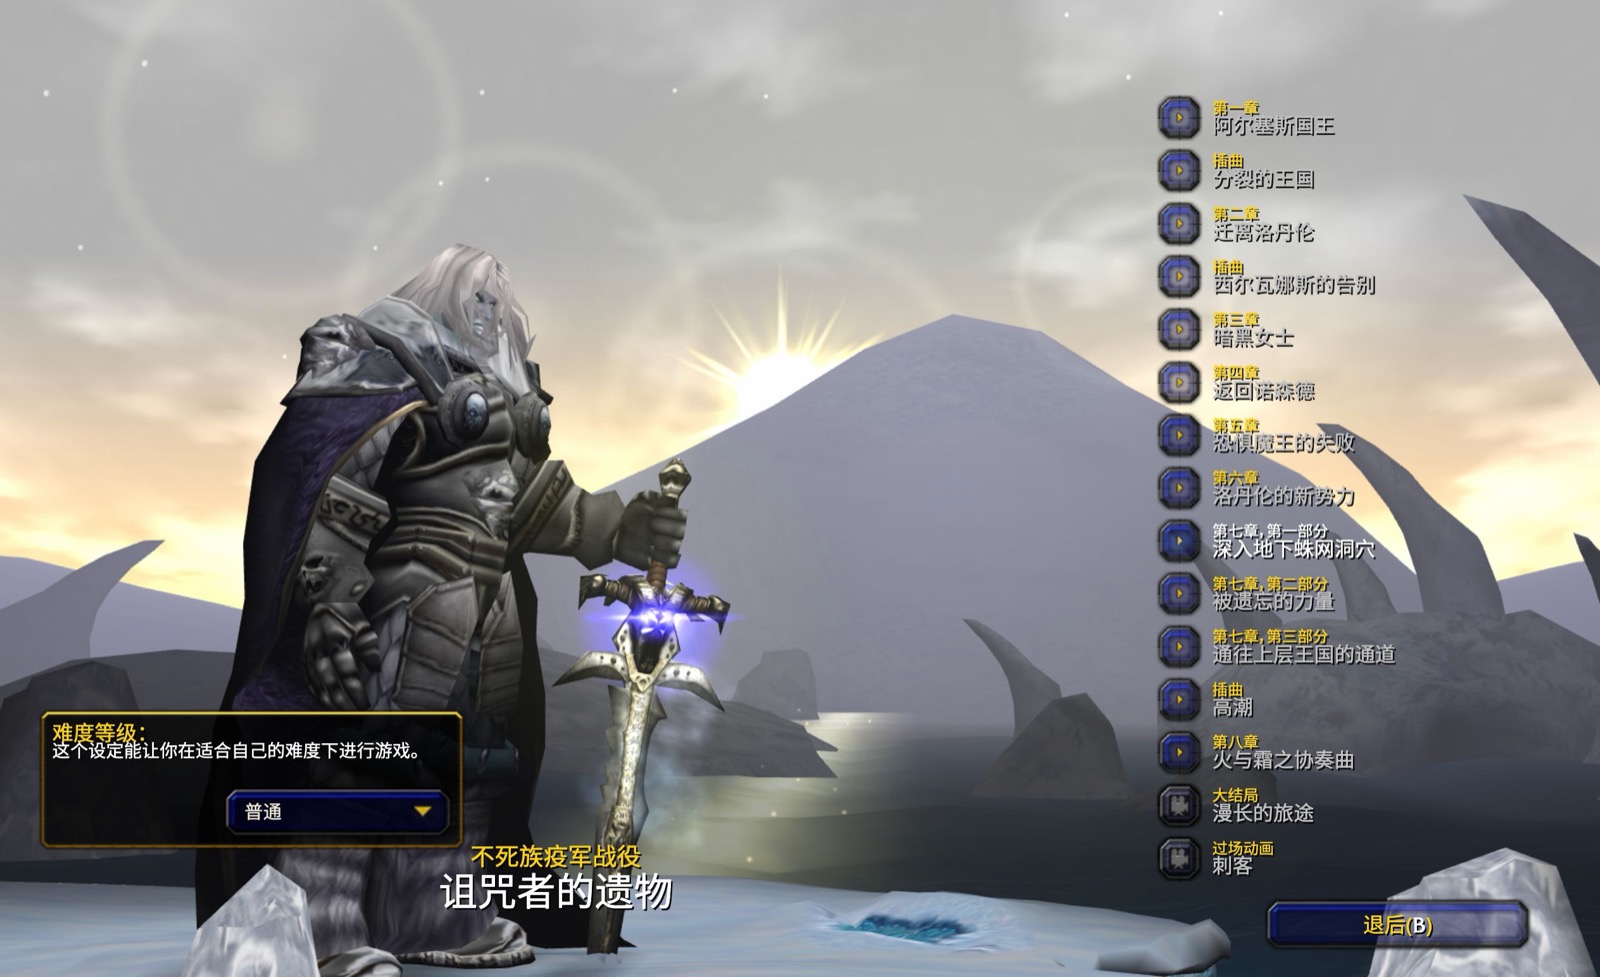 第一章
阿尔塞斯国王
插曲
分裂的王国
第二章
迁离洛丹伦
插曲
西尔瓦娜斯的告别
第三章
暗黑女士
第四章
返回诺森德
第五章
恐惧魔王的失败
第六章
洛丹伦的新势力
第七章,第一部分
深入地下蛛网洞穴
第七章,第二部分
被遗忘的力量
第七章,第三部分
通往上层王国的通道
插曲
高潮
第八章
火与霜之协奏曲
大结局
漫长的旅途
过场动画
刺客
难度等级：
这个设定能让你在适合自己的难度下进行游戏。
普通
不死族疫军战役
诅咒者的遗物
退后(B)